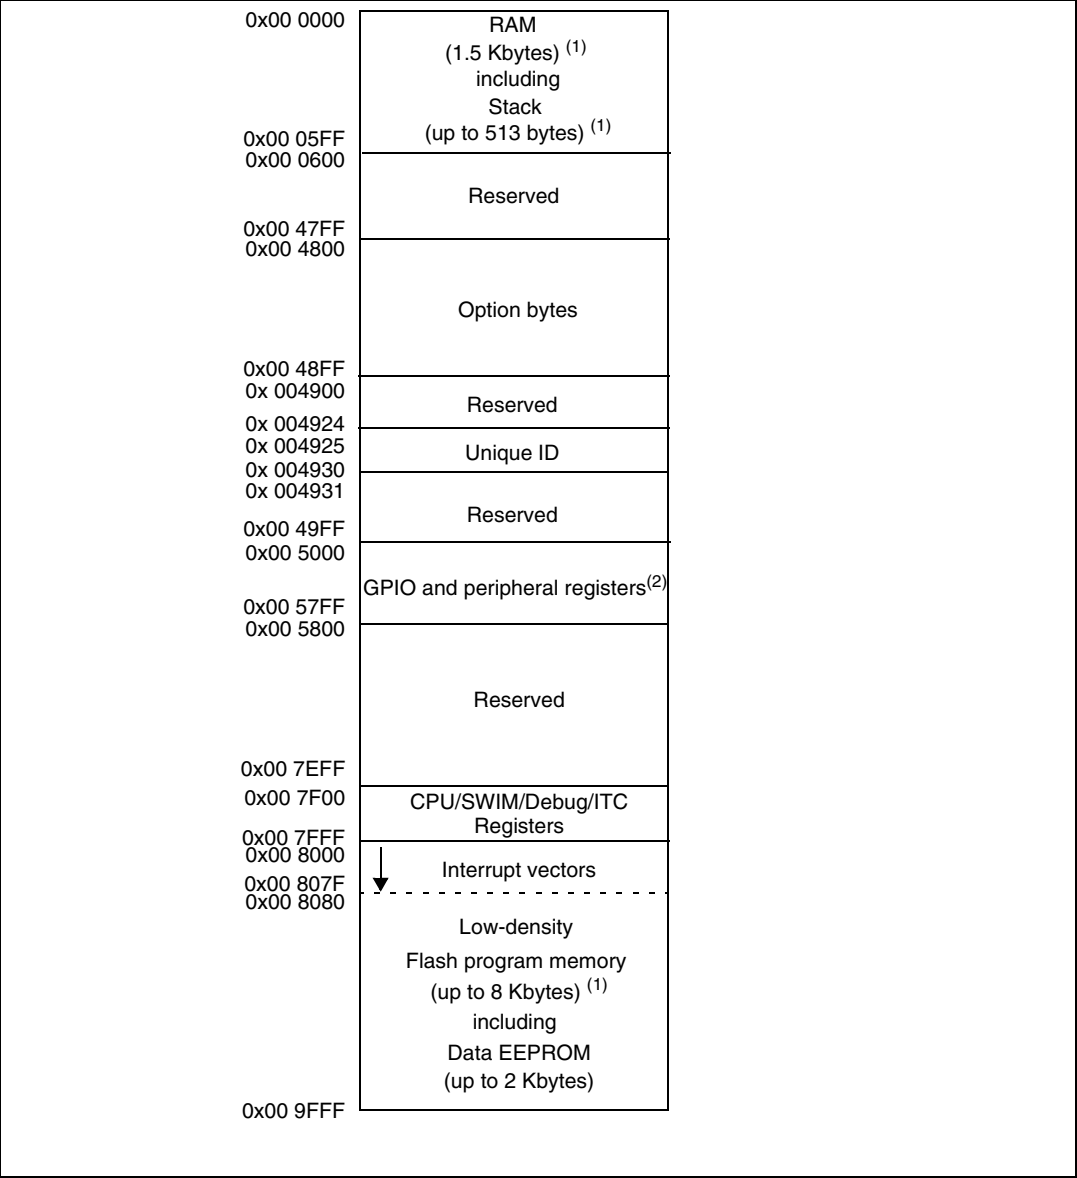 0x00 0000
RAM
(1.5 Kbytes) (1)
including
Stack
(up to 513 bytes) (1)
0x00 05FF
0x00 0600
Reserved
0x00 47FF
0x00 4800
Option bytes
0x00 48FF
0x 004900
Reserved
0x 004924
0x 004925
Unique ID
0x 004930
0x 004931
Reserved
0x00 49FF
0x00 5000
GPIO and peripheral registers(2)
0x00 57FF
0x00 5800
Reserved
0x00 7EFF
0x00 7F00
CPU/SWIM/Debug/ITC
Registers
0x00 7FFF
0x00 8000
Interrupt vectors
0x00 807F
0x00 8080
Low-density
Flash program memory
(up to 8 Kbytes) (1)
including
Data EEPROM
(up to 2 Kbytes)
0x00 9FFF